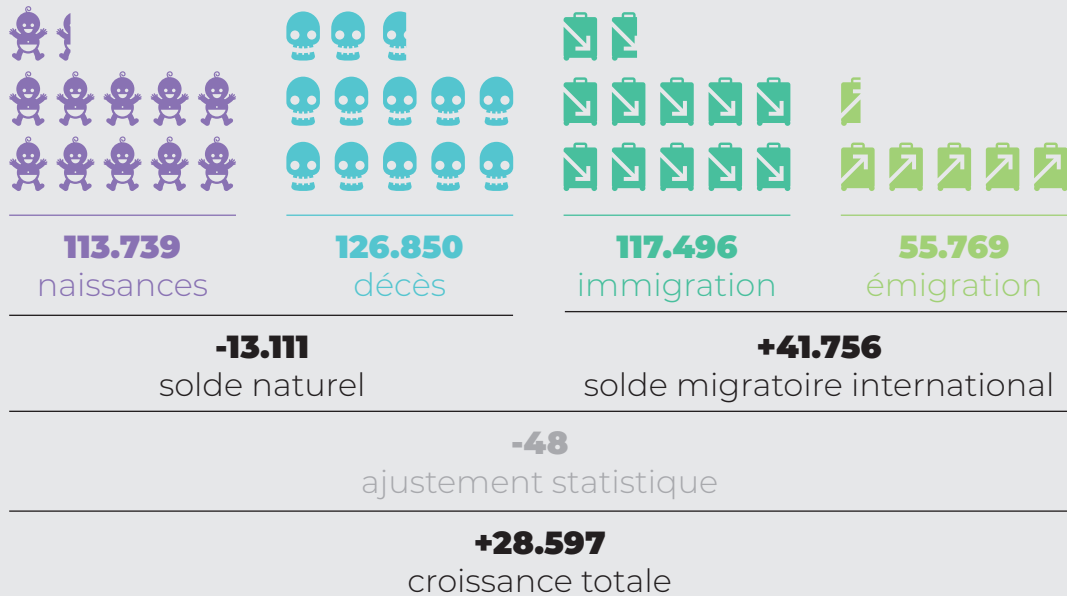 113.739
naissances
126.850
décès
117.496
immigration
55.769
émigration
-13.111
solde naturel
+41.756
solde migratoire international
-48
ajustement statistique
+28.597
croissance totale